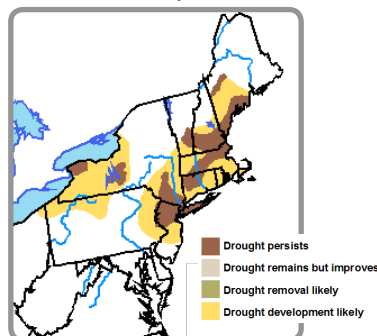 Drought persists
Drought remains but improves
Drought removal likely
Drought development likely